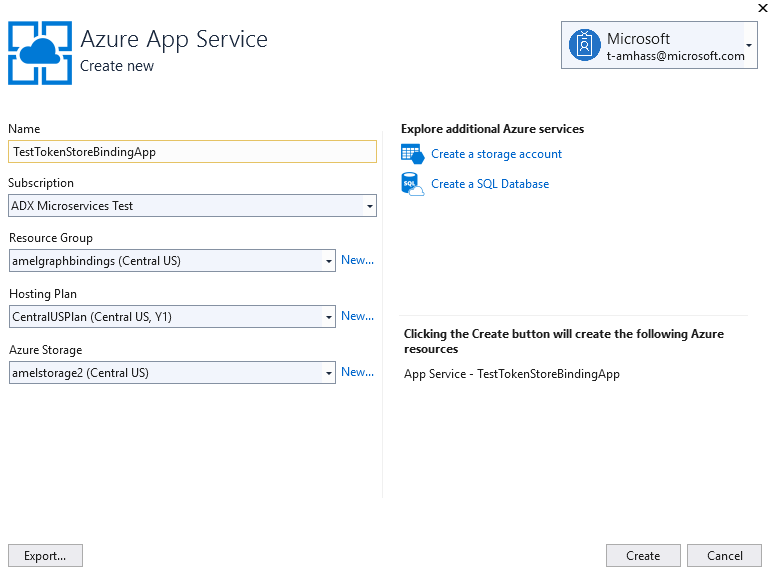 Azure App Service
Create new
Microsoft
t-amhass@microsoft.com
Name
TestTokenStoreBindingApp
Subscription
ADX Microservices Test
Resource Group
amelgraphbindings (Central US)
New...
Hosting Plan
CentralUSPlan (Central US, Y1)
New...
Azure Storage
amelstorage2 (Central US)
New...
Explore additional Azure services
Create a storage account
SQL
Create a SQL Database
Clicking the Create button will create the following Azure
resources
App Service - TestTokenStoreBindingApp
Export...
Create
Cancel